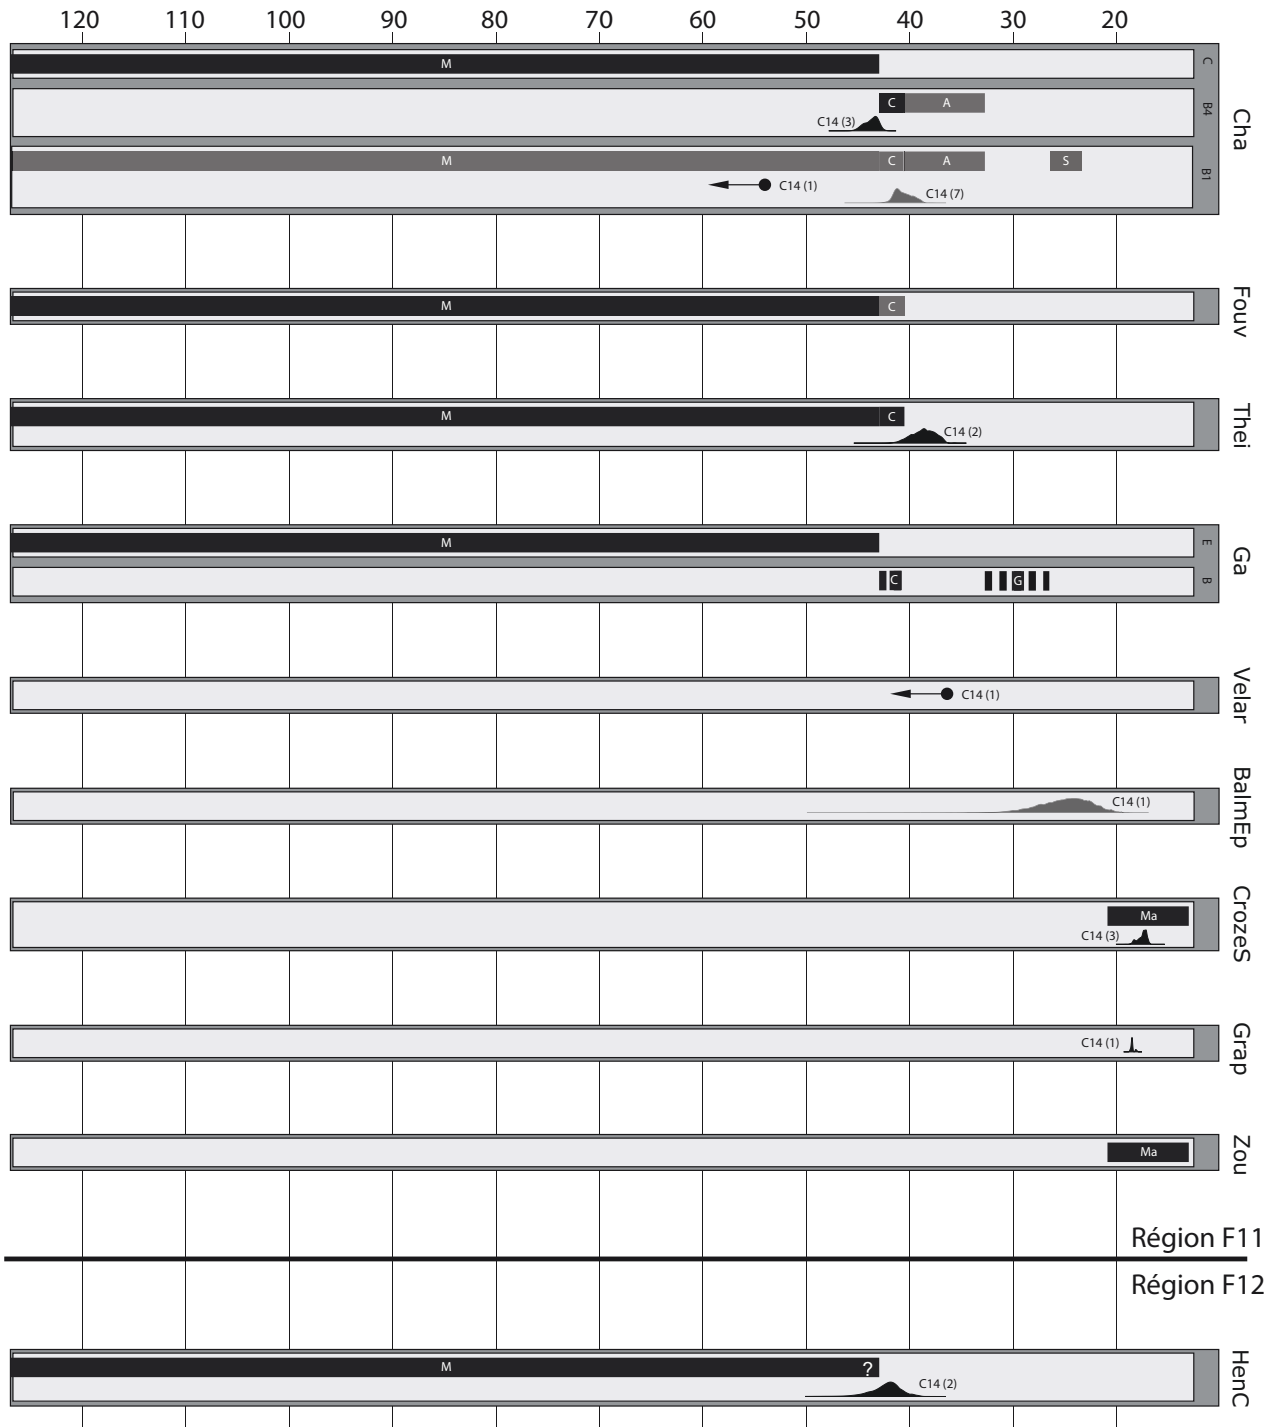 120 110 100 90 80 70 60 50 40 30 20
M C
C A B4
C14 (3)
Cha
M C A S B1
C14 (1) C14 (7)
M C Fouv
M C Thei
C14 (2)
M E
Ga
C G B
C14 (1) Velar
C14 (1) BalmEp
Ma CrozeS
C14 (3)
C14 (1) Grap
Ma Zou
Région F11
Région F12
M ? HenC
C14 (2)